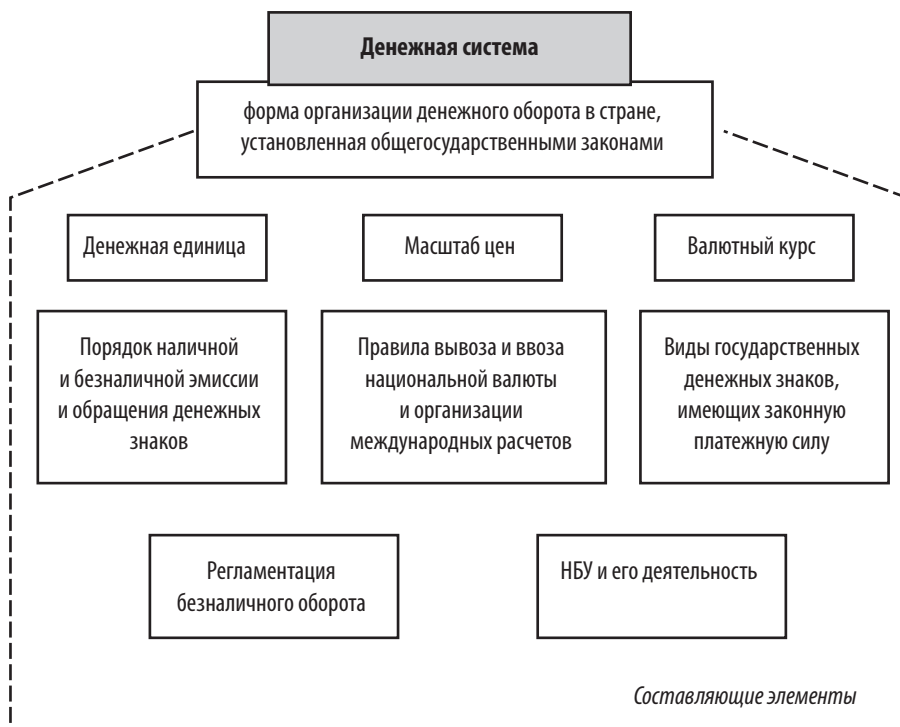 Денежная система
форма организации денежного оборота в стране,
установленная общегосударственными законами
Денежная единица
Масштаб цен
Валютный курс
Порядок наличной
и безналичной эмиссии
и обращения денежных
знаков
Правила вывоза и ввоза
национальной валюты
и организации
международных расчетов
Виды государственных
денежных знаков,
имеющих законную
платежную силу
Регламентация
безналичного оборота
НБУ и его деятельность
Составляющие элементы